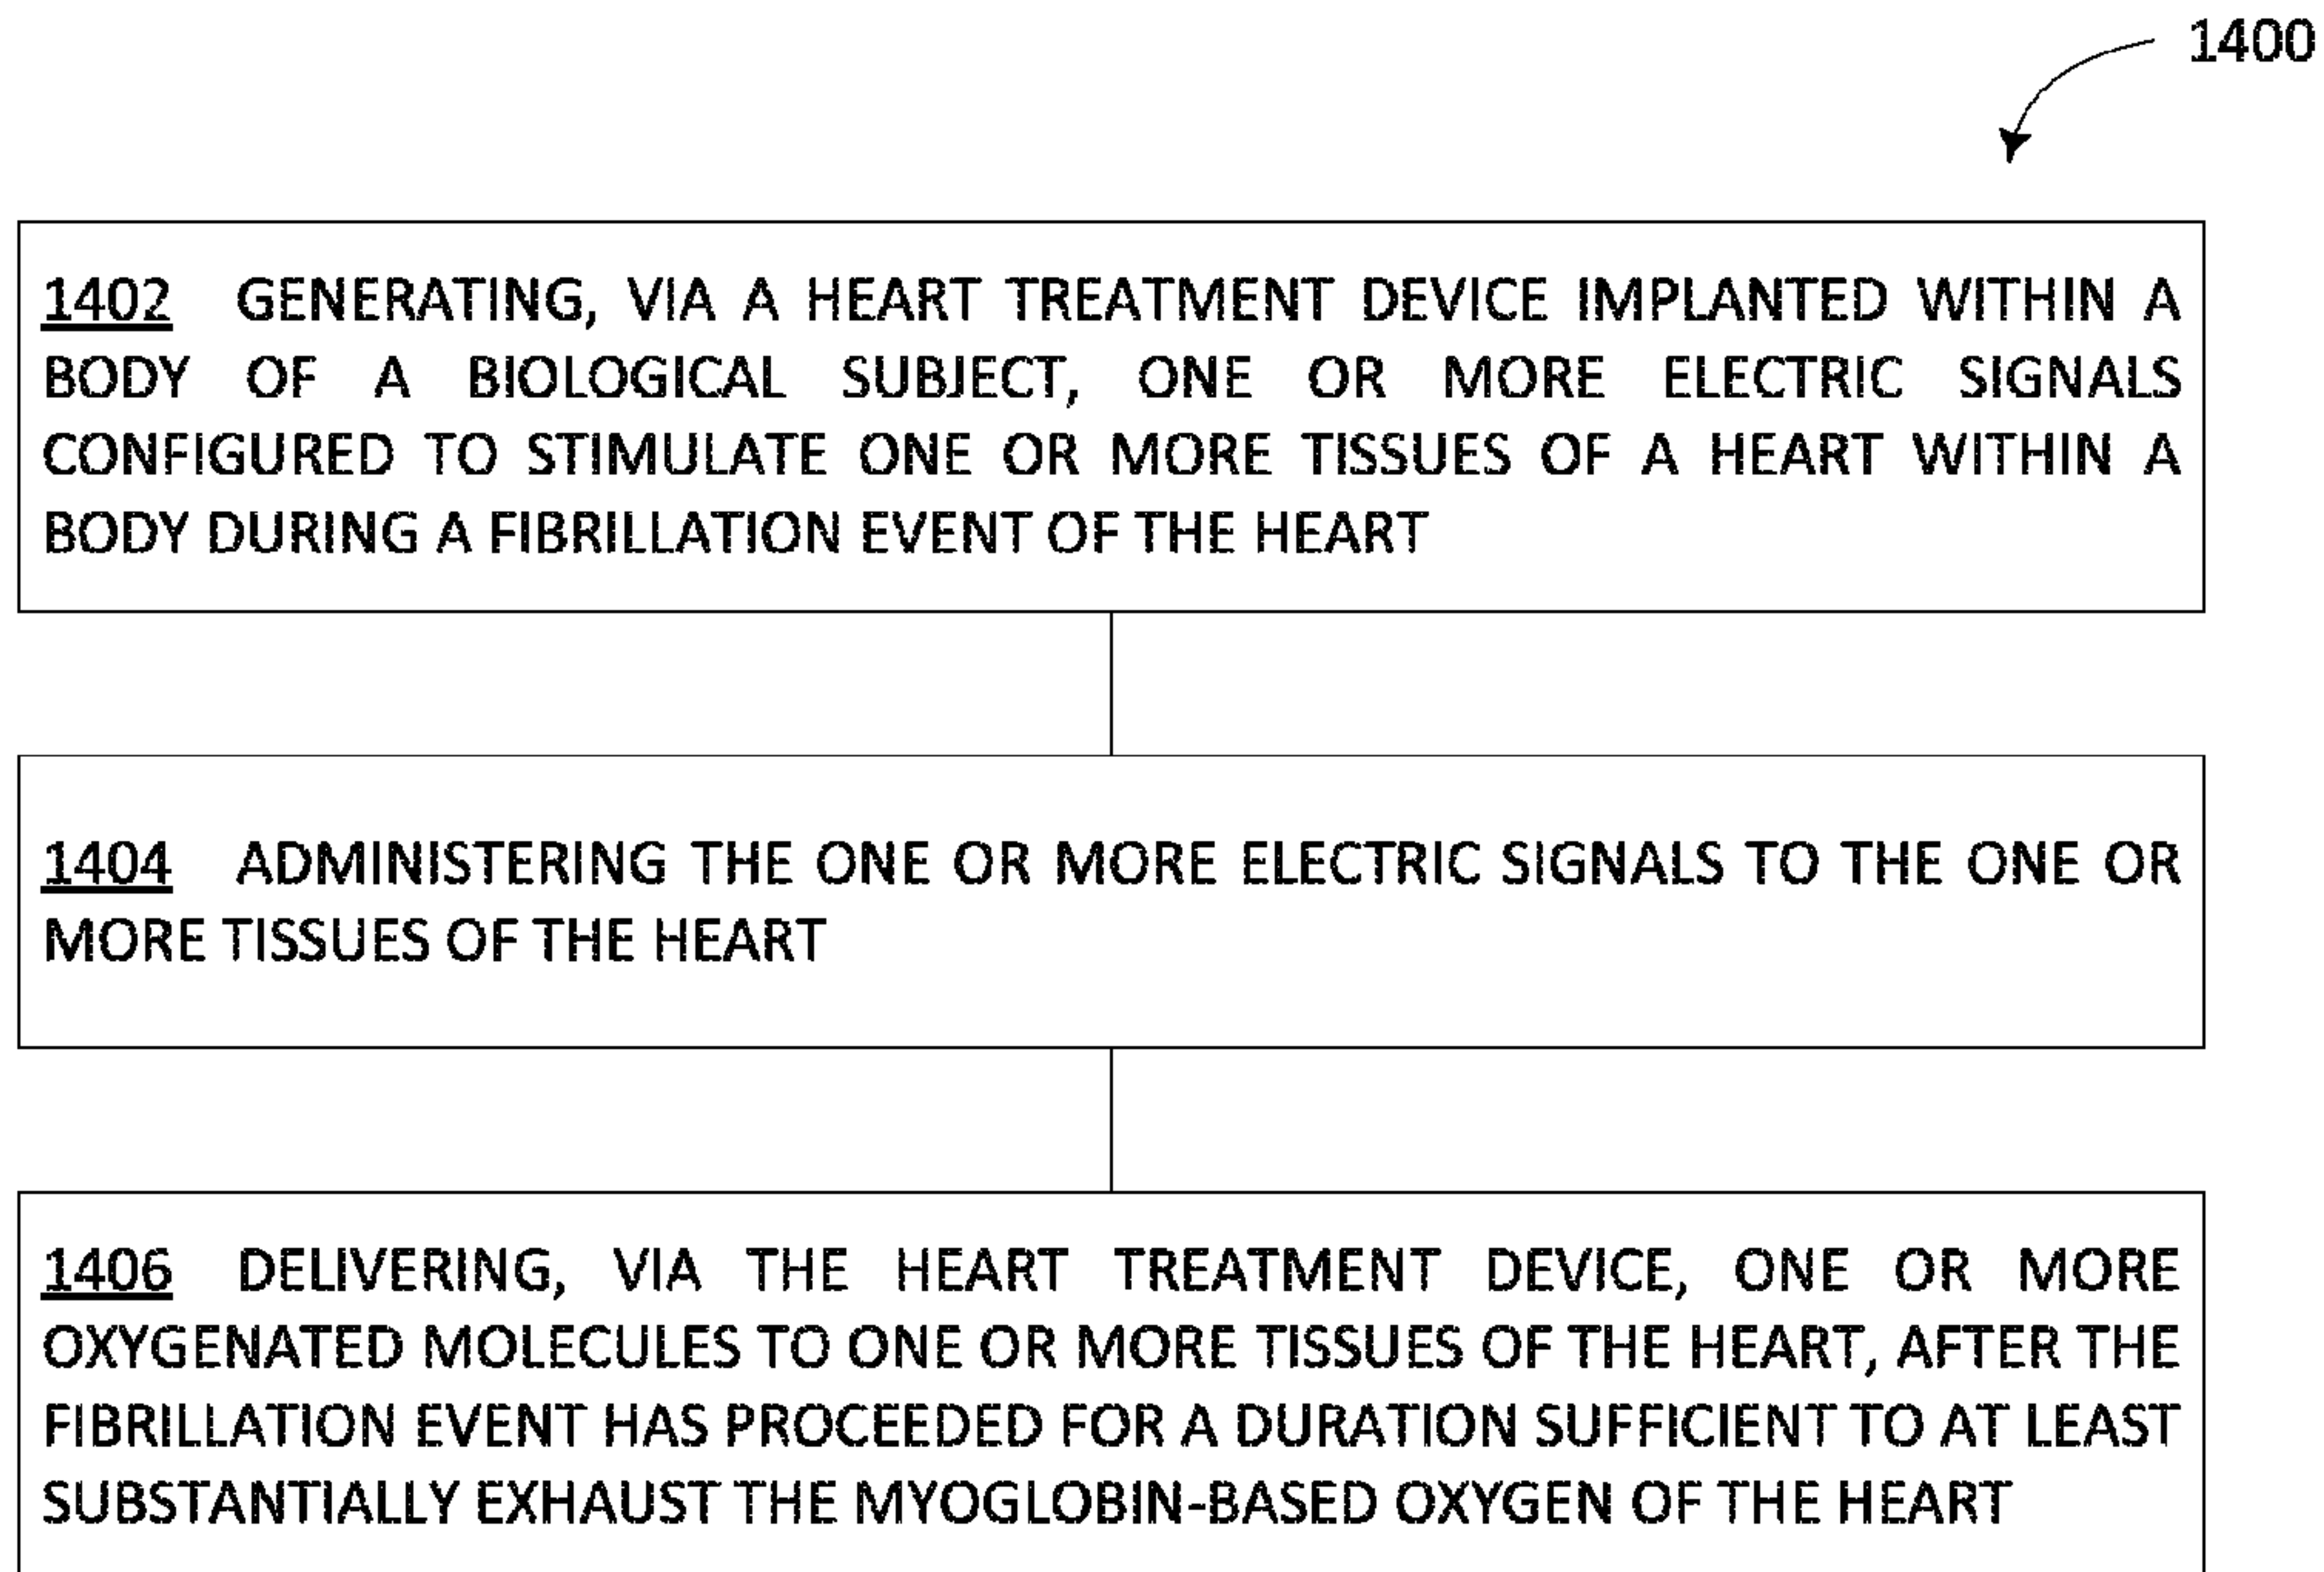 1400
1402 GENERATING, VIA A HEART TREATMENT DEVICE IMPLANTED WITHIN A
BODY OF A BIOLOGICAL SUBJECT, ONE OR MORE ELECTRIC SIGNALS
CONFIGURED TO STIMULATE ONE OR MORE TISSUES OF A HEART WITHIN A
BODY DURING A FIBRILLATION EVENT OF THE HEART
1404 ADMINISTERING THE ONE OR MORE ELECTRIC SIGNALS TO THE ONE OR
MORE TISSUES OF THE HEART
1406 DELIVERING, VIA THE HEART TREATMENT DEVICE, ONE OR MORE
OXYGENATED MOLECULES TO ONE OR MORE TISSUES OF THE HEART, AFTER THE
FIBRILLATION EVENT HAS PROCEEDED FOR A DURATION SUFFICIENT TO AT LEAST
SUBSTANTIALLY EXHAUST THE MYOGLOBIN-BASED OXYGEN OF THE HEART